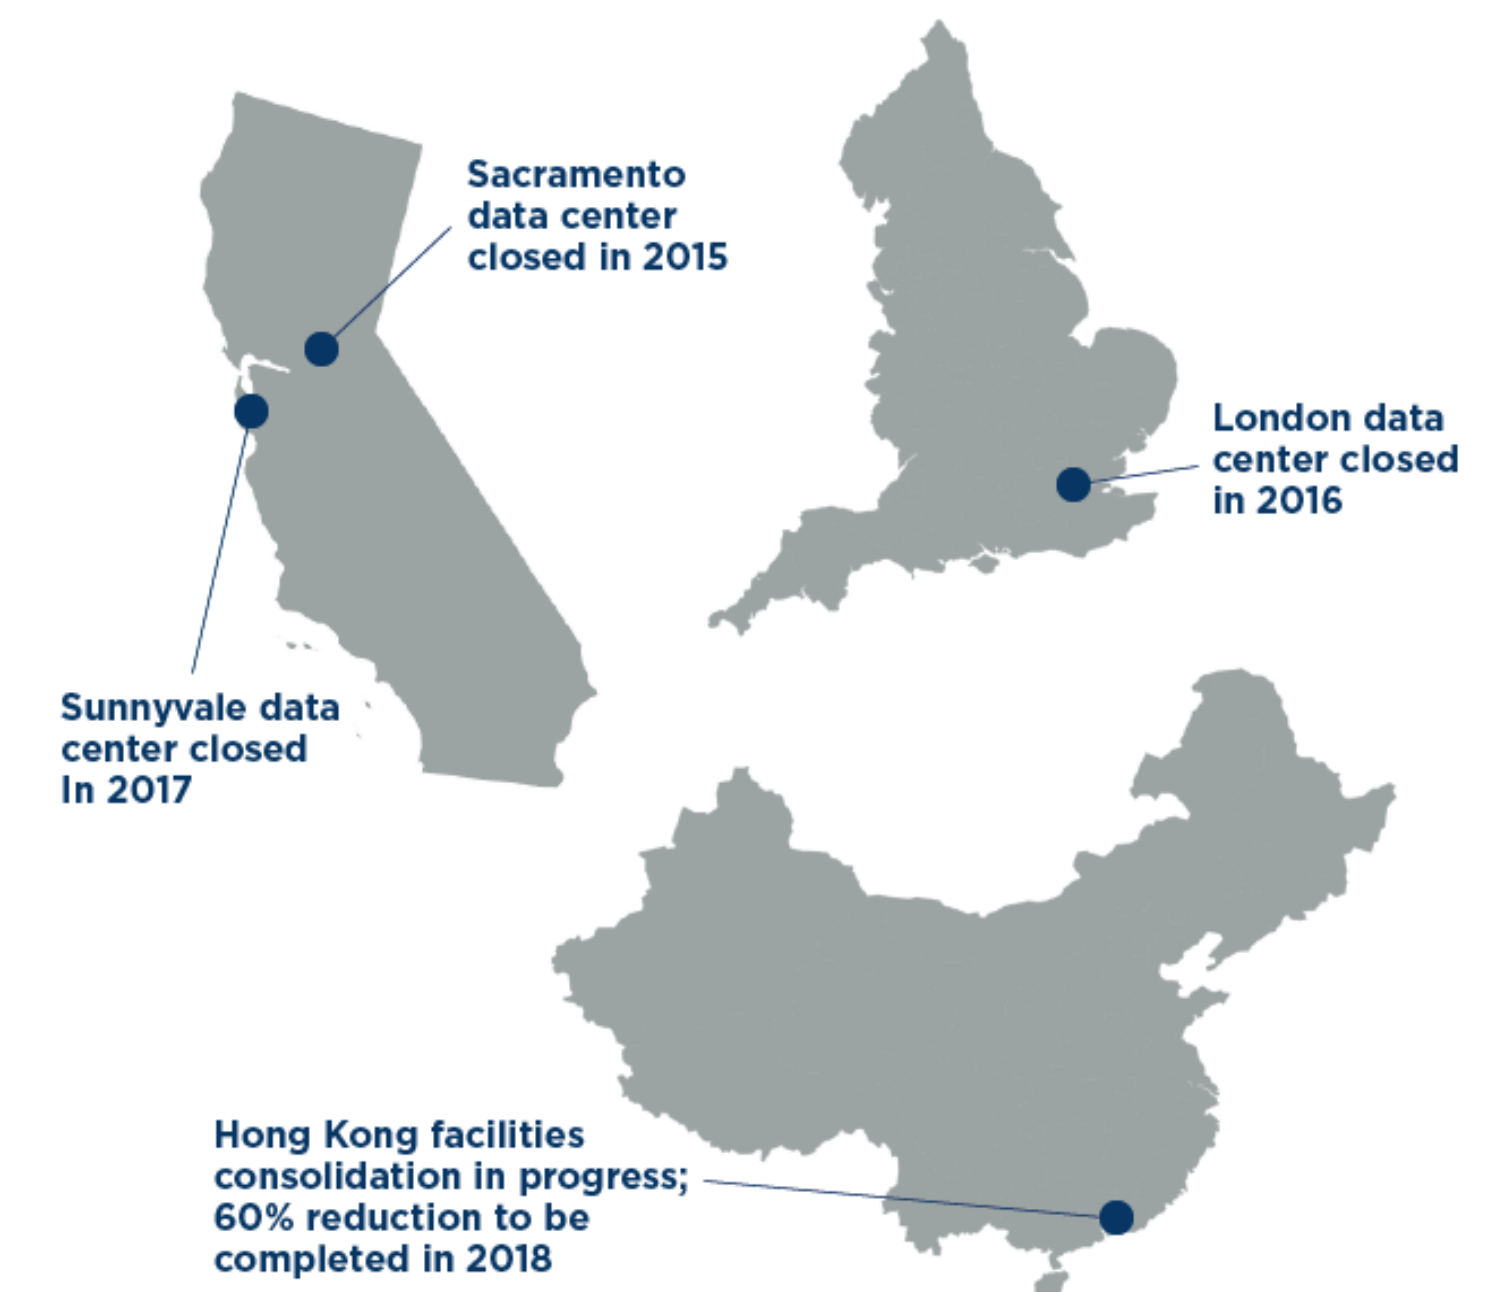 Sacramento
data center
closed in 2015
London data
center closed
in 2016
Sunnyvale data
center closed
In 2017
Hong Kong facilities
consolidation in progress;
60% reduction to be
completed in 2018